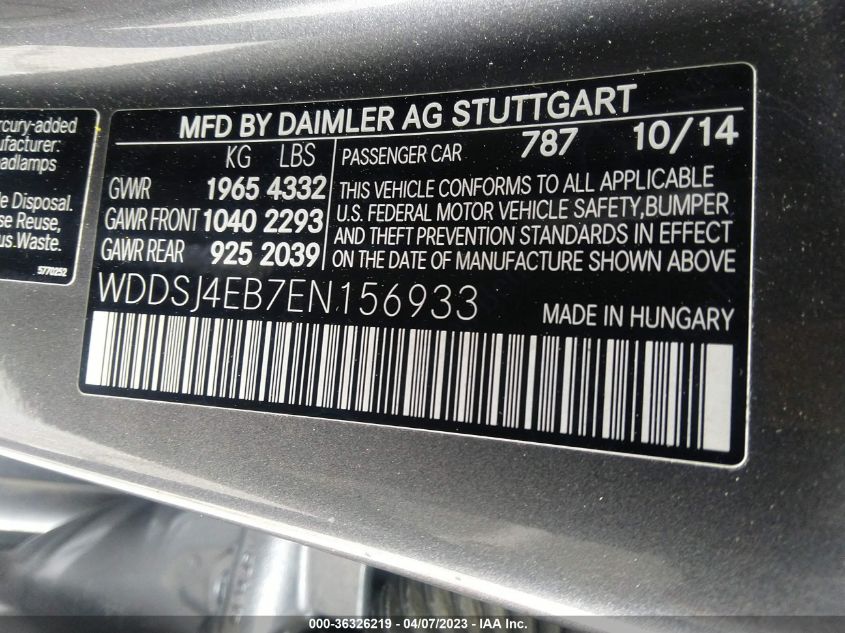 MFD BY DAIMLER AG STUTTGART
KG LBS
GVWR 1965 4332
GAWR FRONT 1040 2293
GAWR REAR 925 2039
PASSENGER CAR 787 10/14
THIS VEHICLE CONFORMS TO ALL APPLICABLE
U.S. FEDERAL MOTOR VEHICLE SAFETY,BUMPER
AND THEFT PREVENTION STANDARDS IN EFFECT
ON THE DATE OF MANUFACTURE SHOWN ABOVE
WDDSJ4EB7EN156933
MADE IN HUNGARY
rcury-added
ufacturer:
adlamps
Disposal.
se Reuse,
us.Waste.
5770252
000-36326219 - 04/07/2023 - IAA Inc.